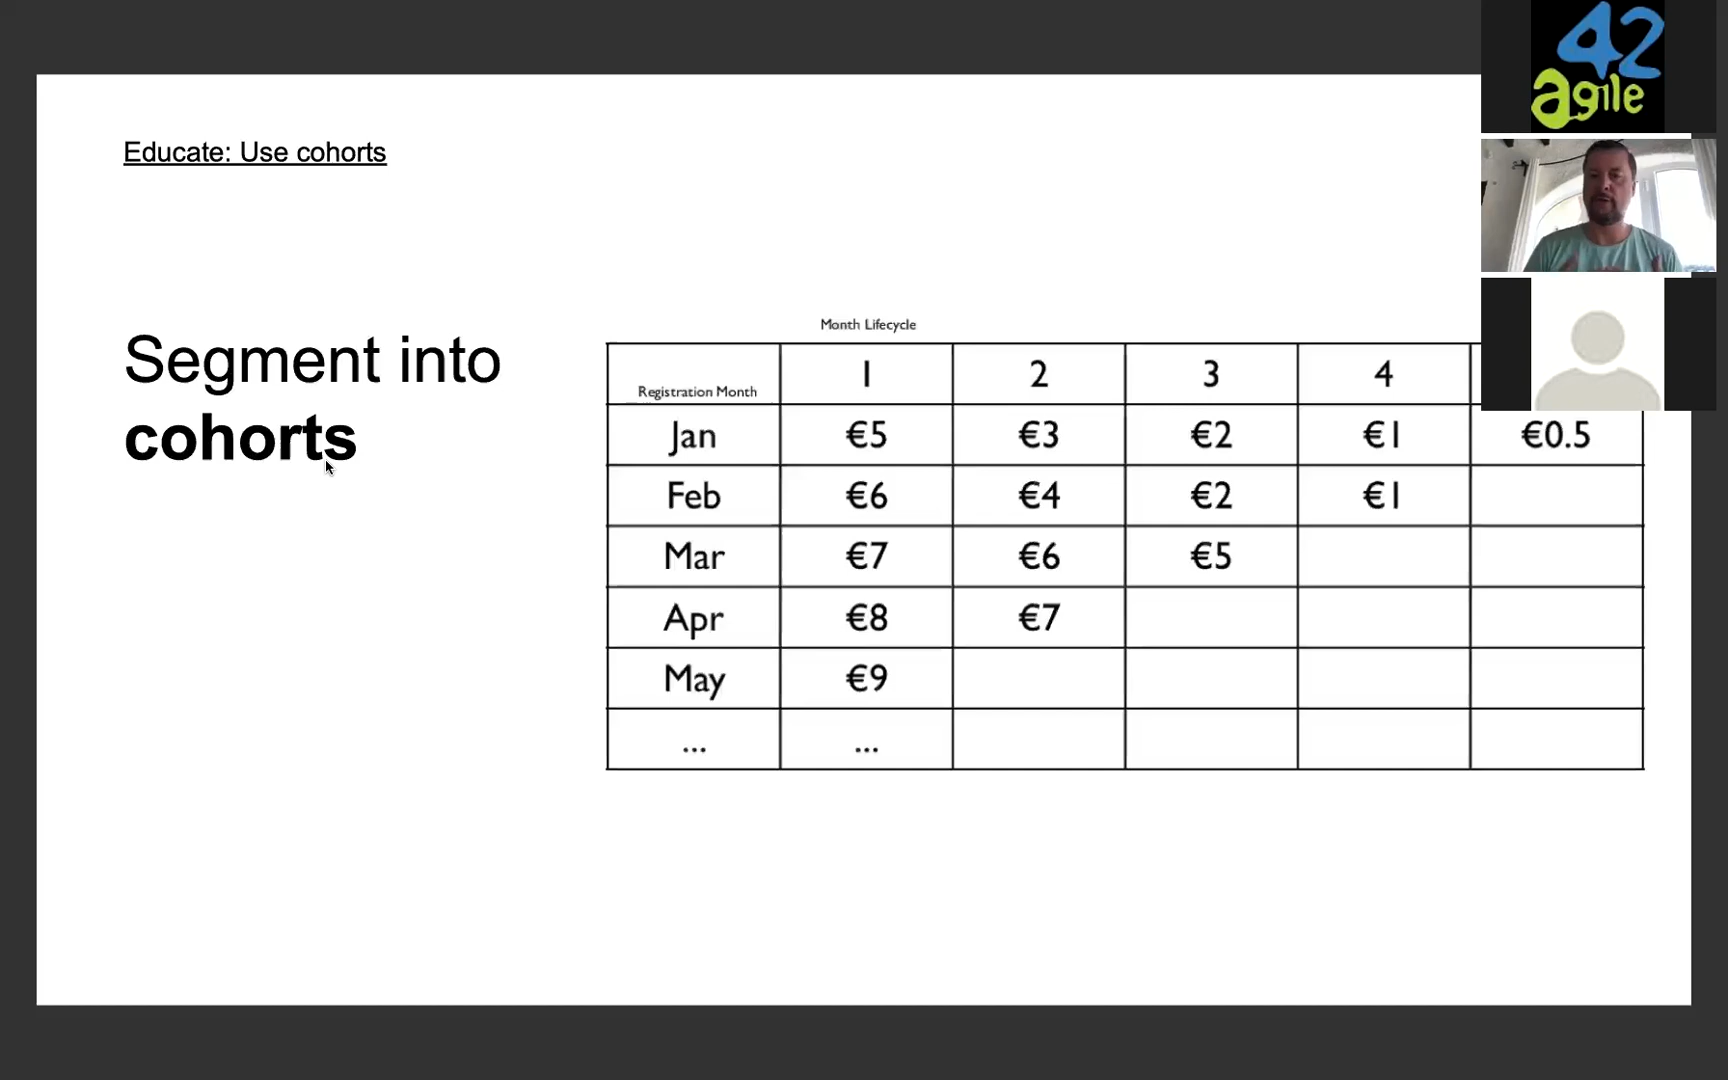 42
agile
Educate: Use cohorts
Segment into
cohorts
Month Lifecycle
Registration Month 1 2 3 4
Jan €5 €3 €2 €1 €0.5
Feb €6 €4 €2 €1
Mar €7 €6 €5
Apr €8 €7
May €9
... ...